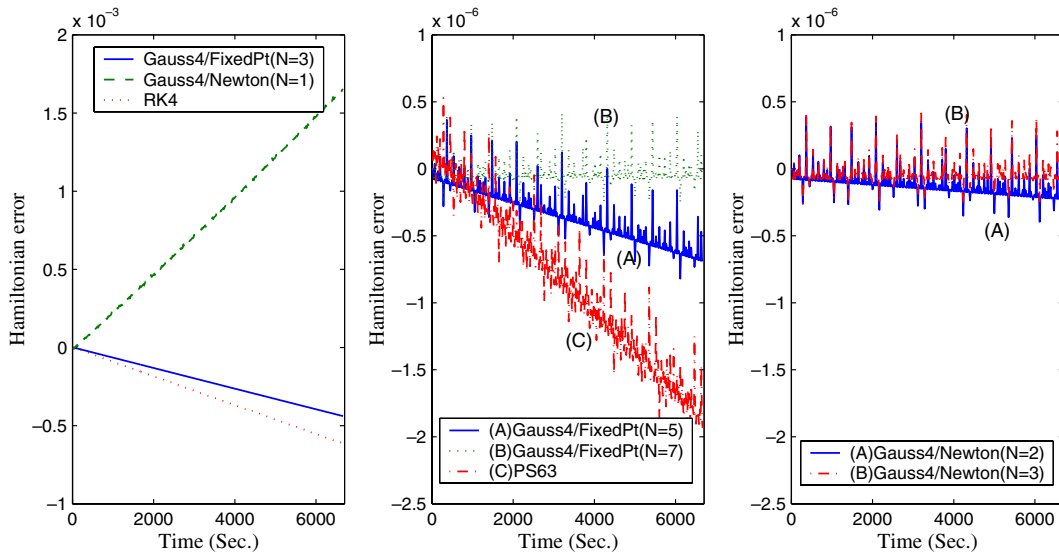 x 10⁻³
2
1.5
1
0.5
0
−0.5
−1
Hamiltonian error
0
2000
4000
6000
Time (Sec.)
Gauss4/FixedPt(N=3)
Gauss4/Newton(N=1)
RK4
x 10⁻⁶
1
0.5
0
−0.5
−1
−1.5
−2
−2.5
Hamiltonian error
0
2000
4000
6000
Time (Sec.)
(B)
(A)
(C)
(A)Gauss4/FixedPt(N=5)
(B)Gauss4/FixedPt(N=7)
(C)PS63
x 10⁻⁶
1
0.5
0
−0.5
−1
−1.5
−2
−2.5
Hamiltonian error
0
2000
4000
6000
Time (Sec.)
(B)
(A)
(A)Gauss4/Newton(N=2)
(B)Gauss4/Newton(N=3)